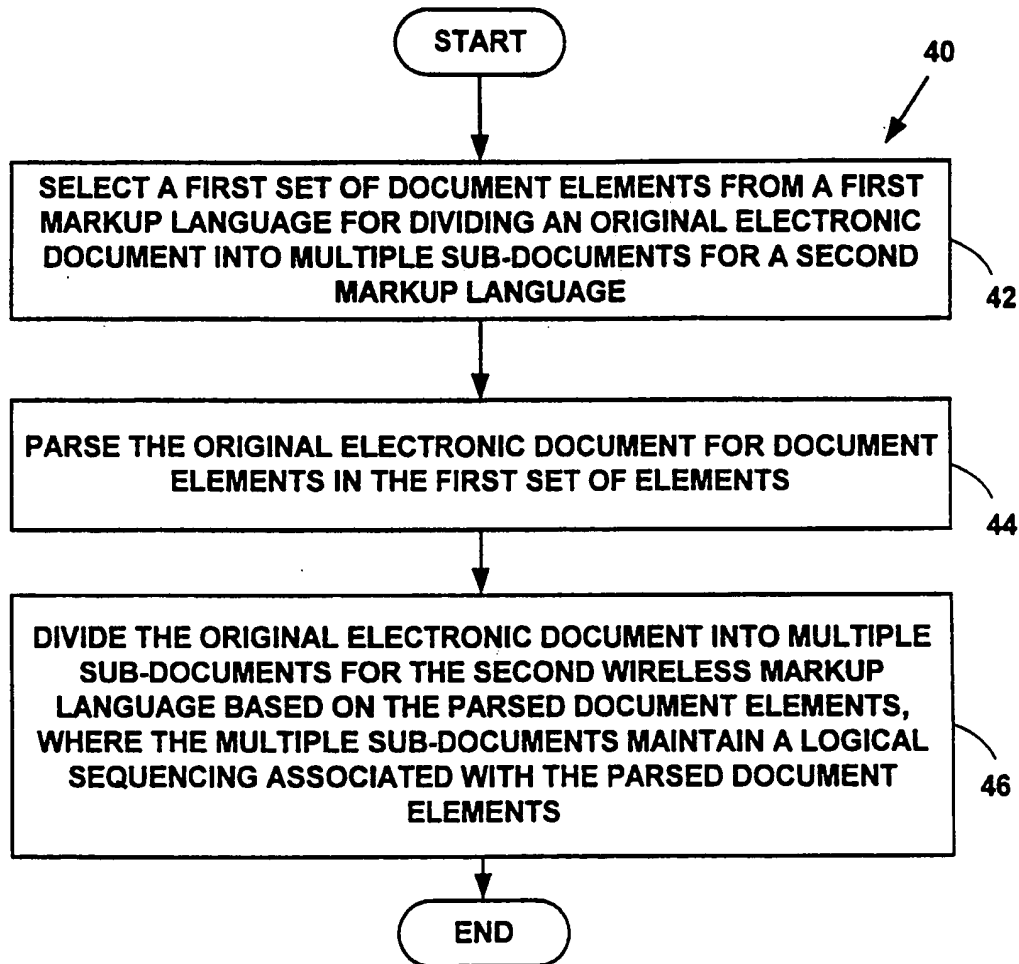 START
40
SELECT A FIRST SET OF DOCUMENT ELEMENTS FROM A FIRST
MARKUP LANGUAGE FOR DIVIDING AN ORIGINAL ELECTRONIC
DOCUMENT INTO MULTIPLE SUB-DOCUMENTS FOR A SECOND
MARKUP LANGUAGE
42
PARSE THE ORIGINAL ELECTRONIC DOCUMENT FOR DOCUMENT
ELEMENTS IN THE FIRST SET OF ELEMENTS
44
DIVIDE THE ORIGINAL ELECTRONIC DOCUMENT INTO MULTIPLE
SUB-DOCUMENTS FOR THE SECOND WIRELESS MARKUP
LANGUAGE BASED ON THE PARSED DOCUMENT ELEMENTS,
WHERE THE MULTIPLE SUB-DOCUMENTS MAINTAIN A LOGICAL
SEQUENCING ASSOCIATED WITH THE PARSED DOCUMENT
ELEMENTS
46
END